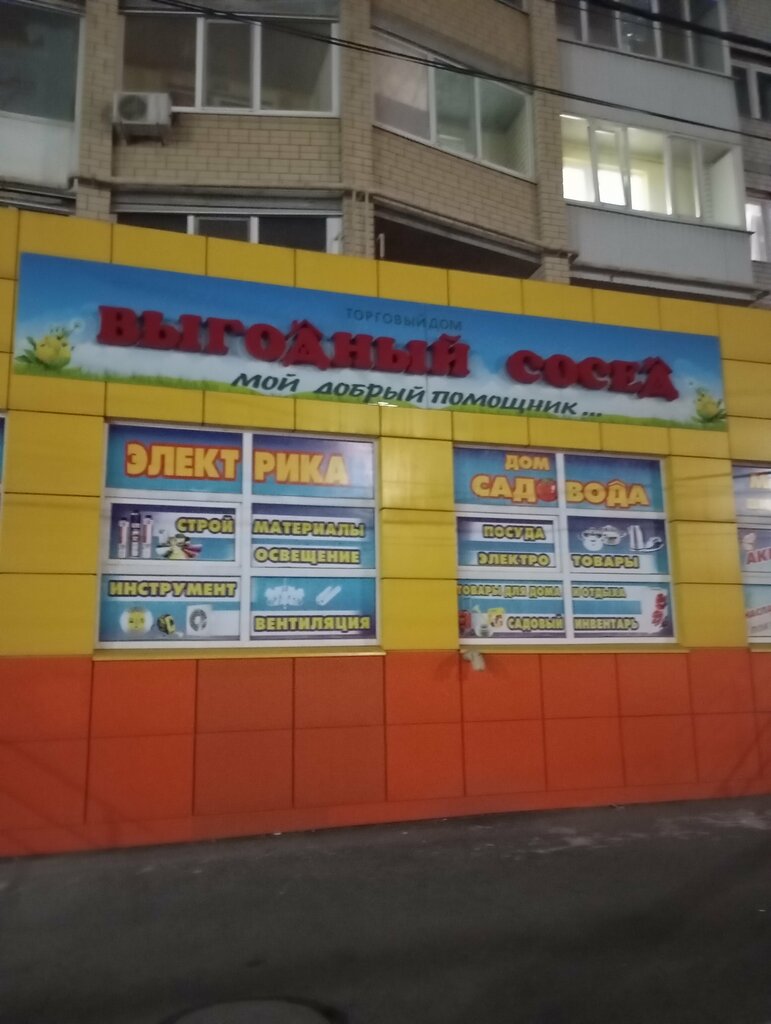 ТОРГОВЫЙ ДОМ
ВЫГОДНЫЙ СОСЕД
мой добрый помощник...
ЭЛЕКТРИКА
СТРОЙ МАТЕРИАЛЫ
ОСВЕЩЕНИЕ
ИНСТРУМЕНТ
ВЕНТИЛЯЦИЯ
ДОМ
САДОВОДА
ПОСУДА
ЭЛЕКТРО ТОВАРЫ
ТОВАРЫ ДЛЯ ДОМА И ОТДЫХА
САДОВЫЙ ИНВЕНТАРЬ